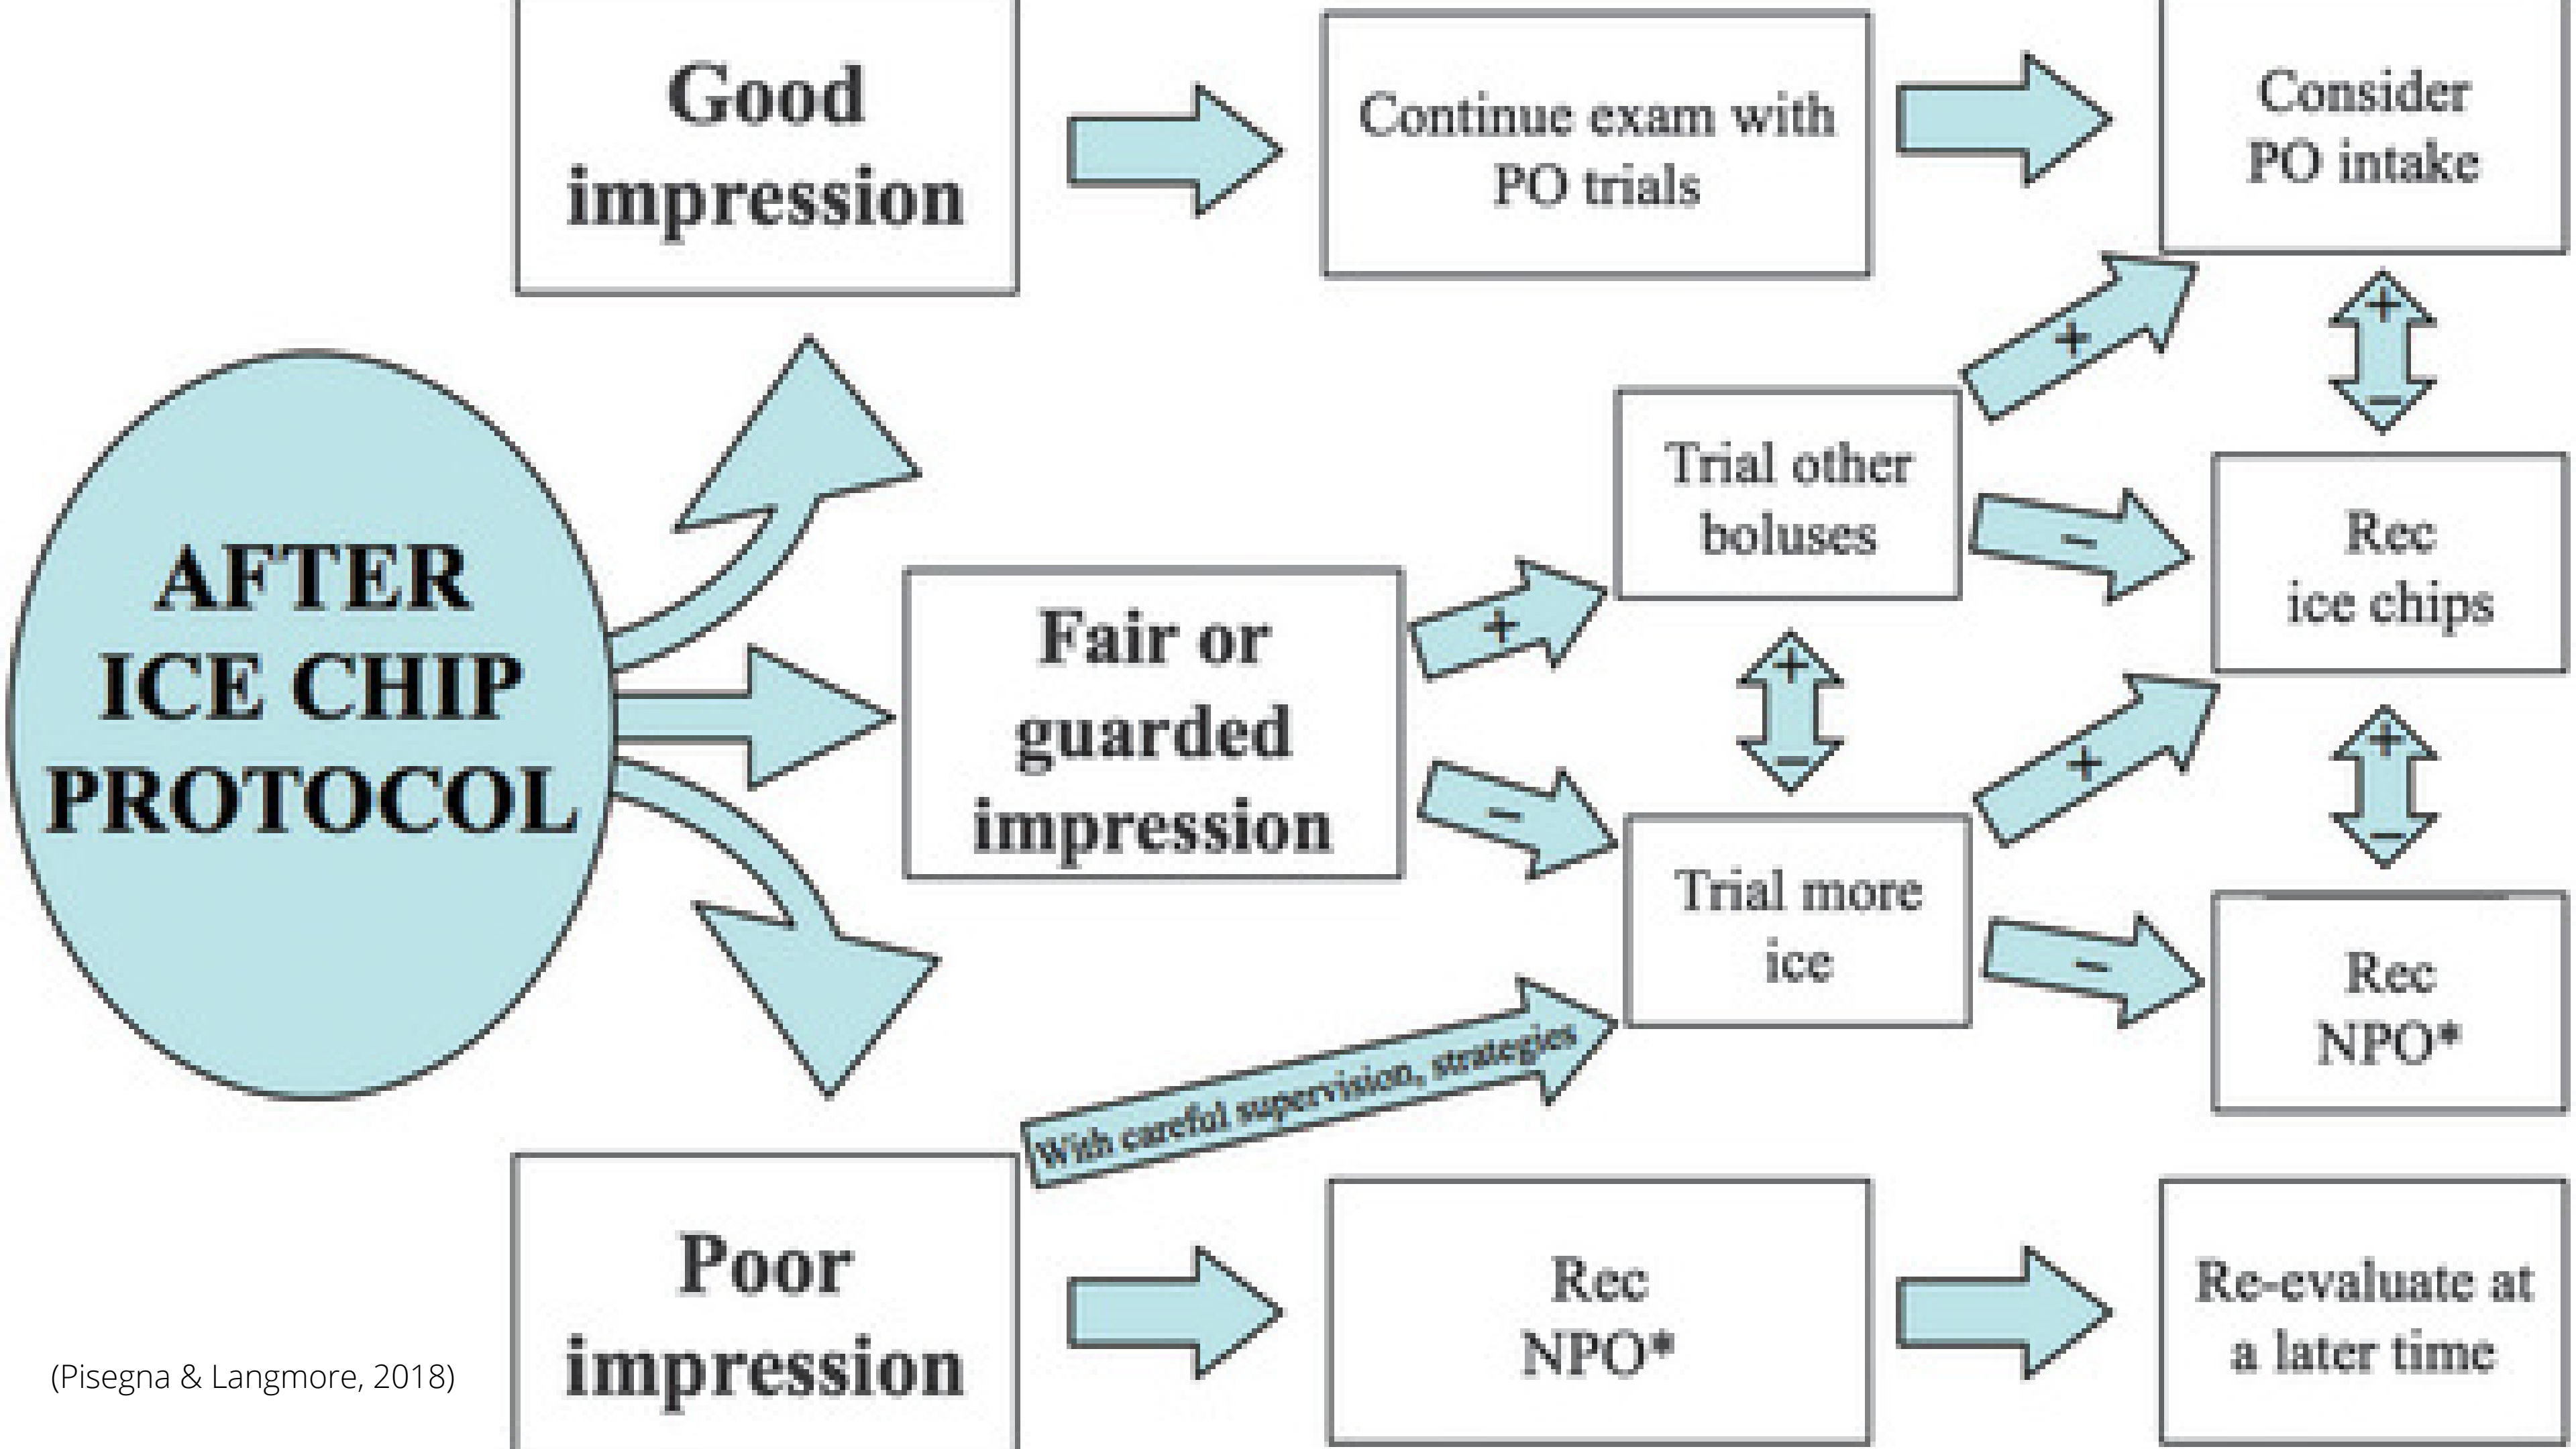 Good
impression
Continue exam with
PO trials
Consider
PO intake
AFTER
ICE CHIP
PROTOCOL
Fair or
guarded
impression
+
−
Trial other
boluses
+
−
Trial more
ice
+
−
+
−
+
−
Rec
ice chips
+
−
Rec
NPO*
With careful supervision, strategies
Poor
impression
Rec
NPO*
Re-evaluate at
a later time
(Pisegna & Langmore, 2018)